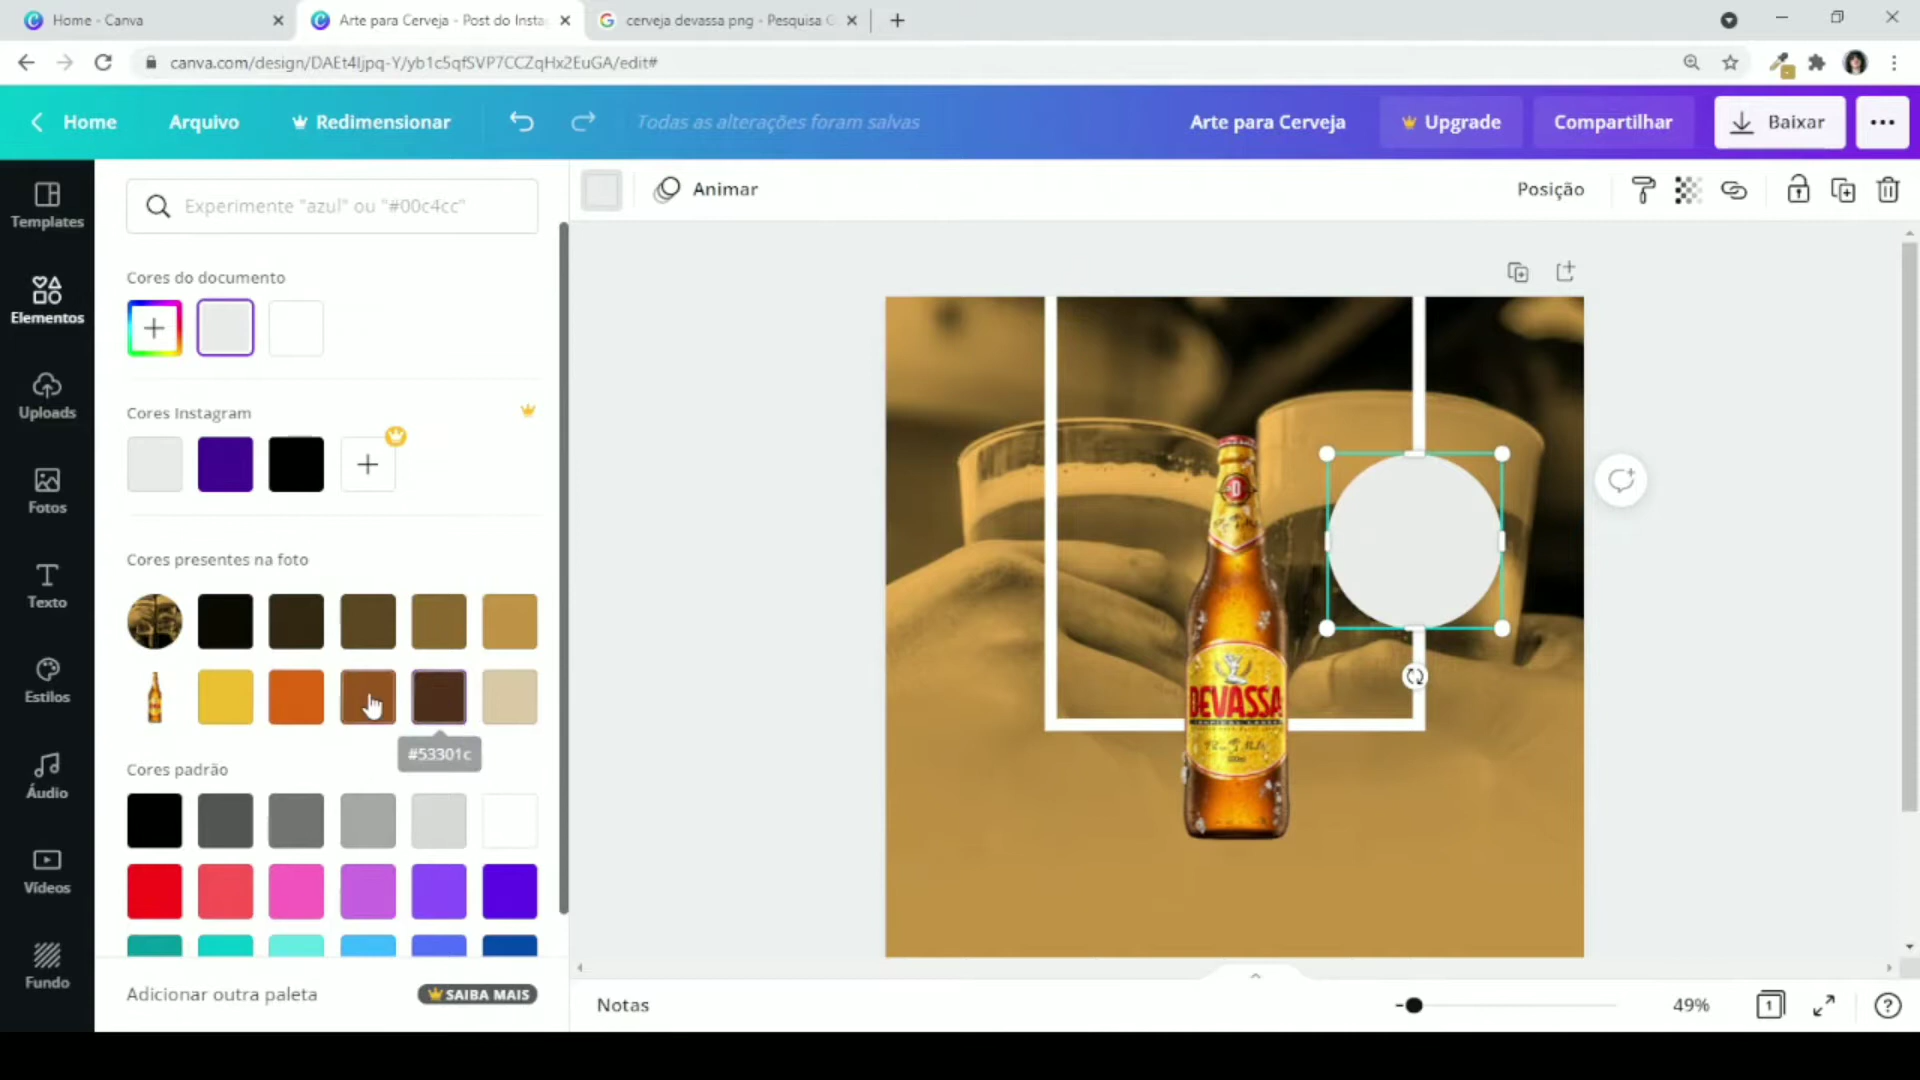 Home - Canva
Arte para Cerveja - Post do Insta
cerveja devassa png - Pesquisa G
canva.com/design/DAEt4Ijpq-Y/yb1c5qfSVP7CCZqHx2EuGA/edit#
Home
Arquivo
Redimensionar
Todas as alterações foram salvas
Arte para Cerveja
Upgrade
Compartilhar
Baixar
Templates
Elementos
Uploads
Fotos
Texto
Estilos
Áudio
Vídeos
Fundo
Experimente "azul" ou "#00c4cc"
Cores do documento
Cores Instagram
Cores presentes na foto
#53301c
Cores padrão
Adicionar outra paleta
SAIBA MAIS
Animar
Posição
DEVASSA
Notas
49%
1